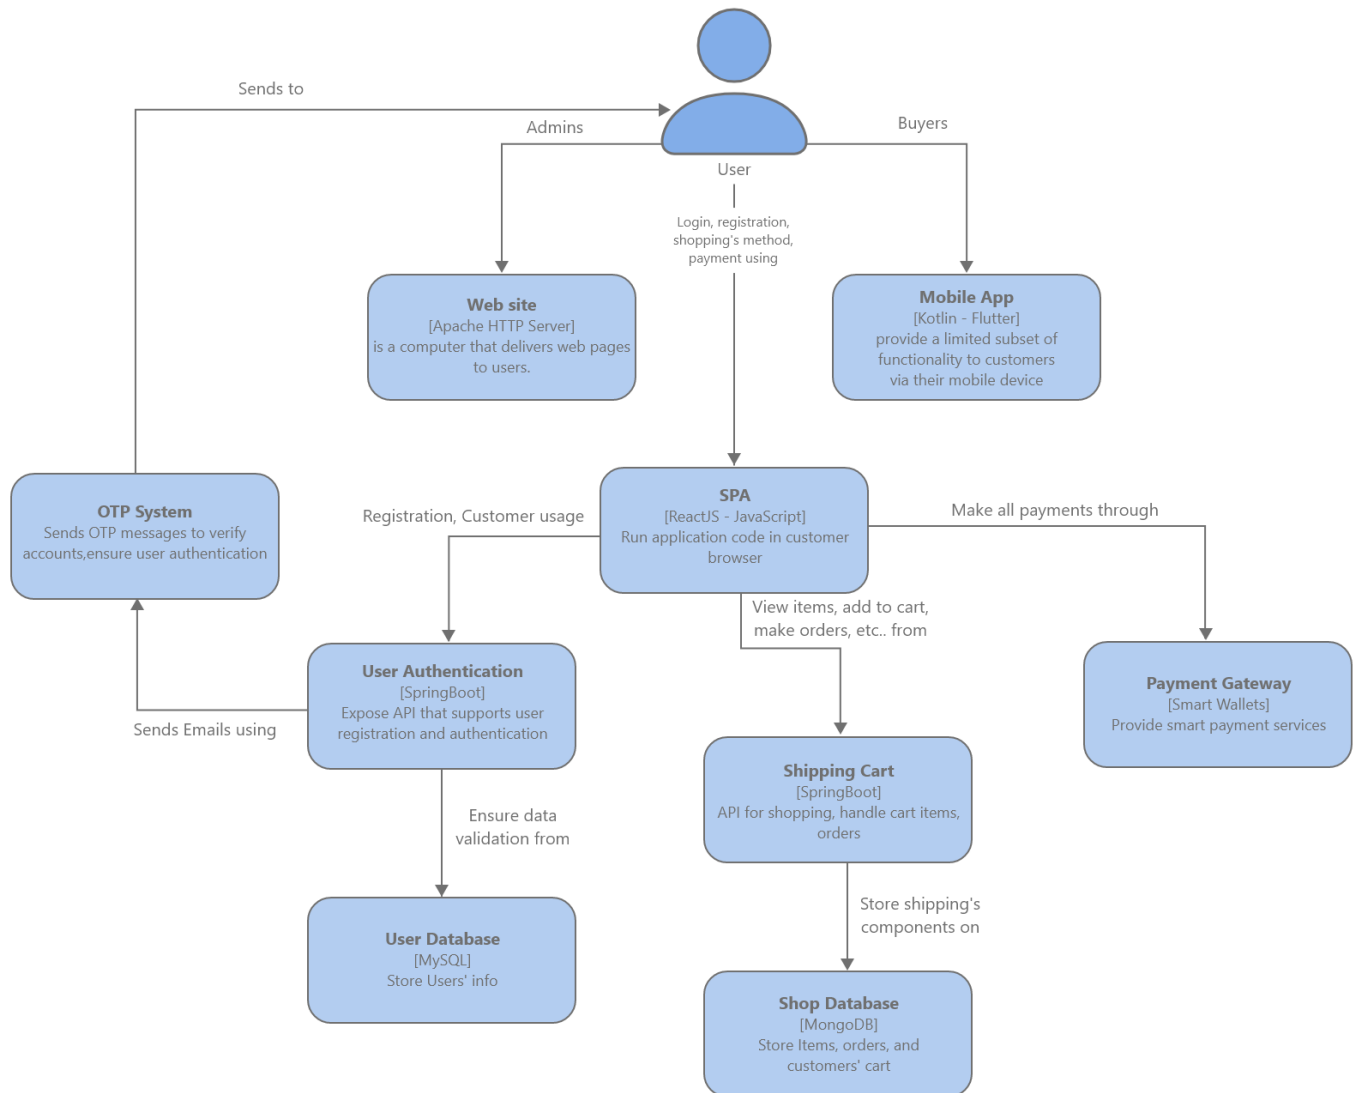 Sends to
Admins
Buyers
User
Login, registration,
shopping's method,
payment using
Web site
[Apache HTTP Server]
is a computer that delivers web pages
to users.
Mobile App
[Kotlin - Flutter]
provide a limited subset of
functionality to customers
via their mobile device
OTP System
Sends OTP messages to verify
accounts,ensure user authentication
Registration, Customer usage
SPA
[ReactJS - JavaScript]
Run application code in customer
browser
Make all payments through
View items, add to cart,
make orders, etc.. from
User Authentication
[SpringBoot]
Expose API that supports user
registration and authentication
Sends Emails using
Payment Gateway
[Smart Wallets]
Provide smart payment services
Shipping Cart
[SpringBoot]
API for shopping, handle cart items,
orders
Ensure data
validation from
Store shipping's
components on
User Database
[MySQL]
Store Users' info
Shop Database
[MongoDB]
Store Items, orders, and
customers' cart